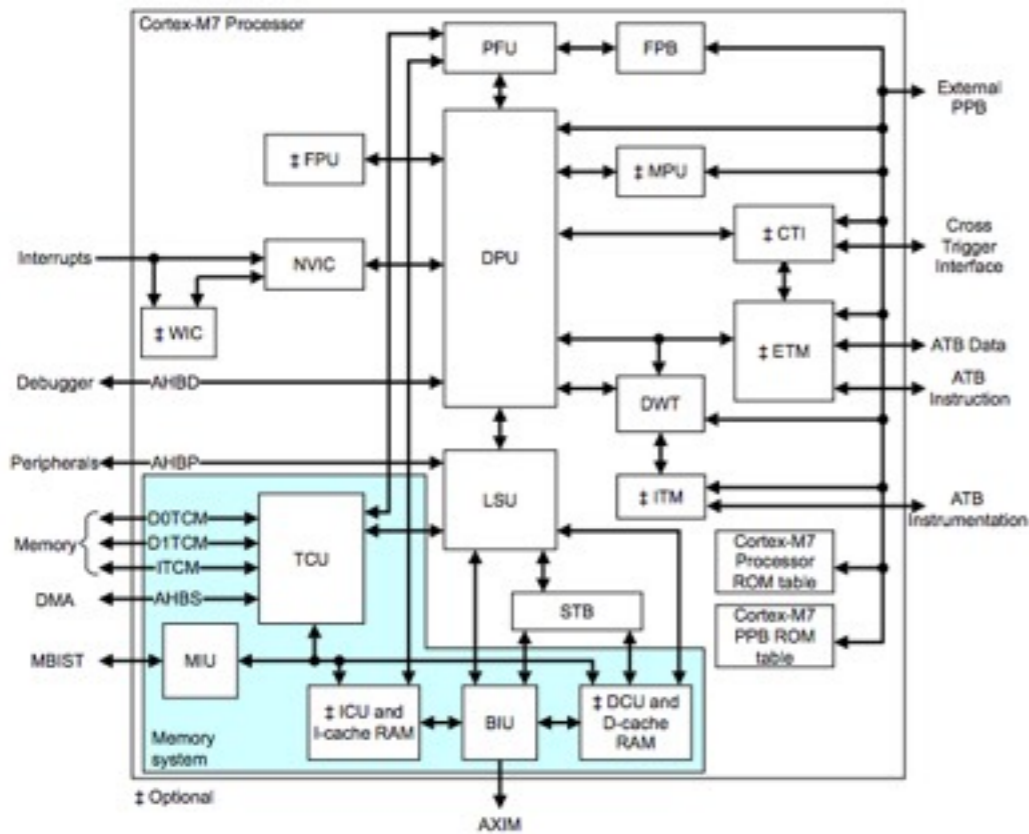 Cortex-M7 Processor
PFU
FPB
External
PPB
‡ FPU
‡ MPU
DPU
‡ CTI
Cross
Trigger
Interface
Interrupts
NVIC
‡ WIC
‡ ETM
ATB Data
ATB
Instruction
Debugger
AHBD
DWT
Peripherals
AHBP
LSU
‡ ITM
ATB
Instrumentation
Memory
D0TCM
D1TCM
ITCM
TCU
Cortex-M7
Processor
ROM table
DMA
AHBS
STB
Cortex-M7
PPB ROM
table
MBIST
MIU
‡ ICU and
I-cache RAM
BIU
‡ DCU and
D-cache
RAM
Memory
system
‡ Optional
AXIM